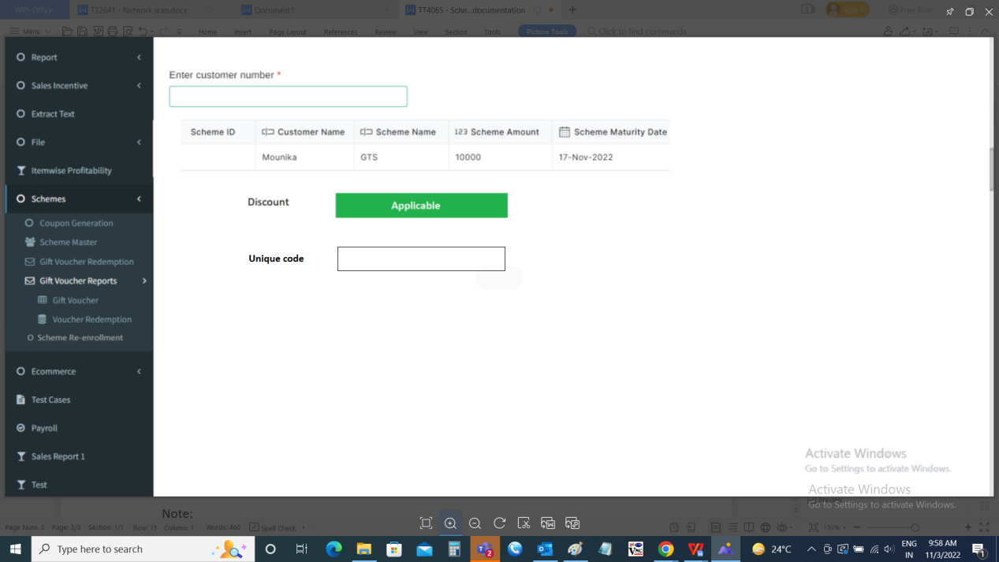 WPS Office
TT2641 - Network scan.docx
Document1
TT4065 - Sche...documentation
Sign in
Free Trial
Menu
Home
Insert
Page Layout
References
Review
View
Section
Tools
Picture Tools
Click to find commands
Report
Sales Incentive
Extract Text
File
Itemwise Profitability
Schemes
Coupon Generation
Scheme Master
Gift Voucher Redemption
Gift Voucher Reports
Gift Voucher
Voucher Redemption
Scheme Re-enrollment
Ecommerce
Test Cases
Payroll
Sales Report 1
Test
Enter customer number *
Scheme ID Customer Name Scheme Name 123 Scheme Amount Scheme Maturity Date
Mounika GTS 10000 17-Nov-2022
Discount Applicable
Unique code
Activate Windows
Go to Settings to activate Windows.
Activate Windows
Go to Settings to activate Windows.
Note:
Page Num: 3 Page: 3/3 Section: 1/1 Row: 15 Column: 1 Words: 460 Spell Check
130%
Type here to search
2
24°C
ENG
IN
9:58 AM
11/3/2022
1